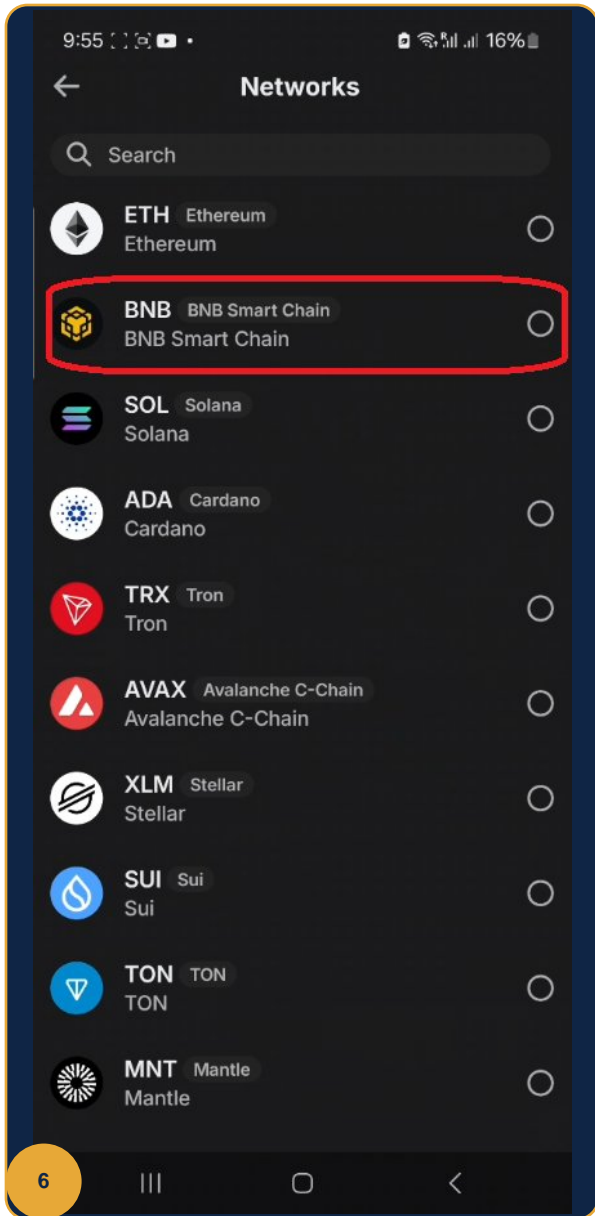 9:55 16%
Networks
Search
ETH Ethereum
Ethereum
BNB BNB Smart Chain
BNB Smart Chain
SOL Solana
Solana
ADA Cardano
Cardano
TRX Tron
Tron
AVAX Avalanche C-Chain
Avalanche C-Chain
XLM Stellar
Stellar
SUI Sui
Sui
TON TON
TON
MNT Mantle
Mantle
6